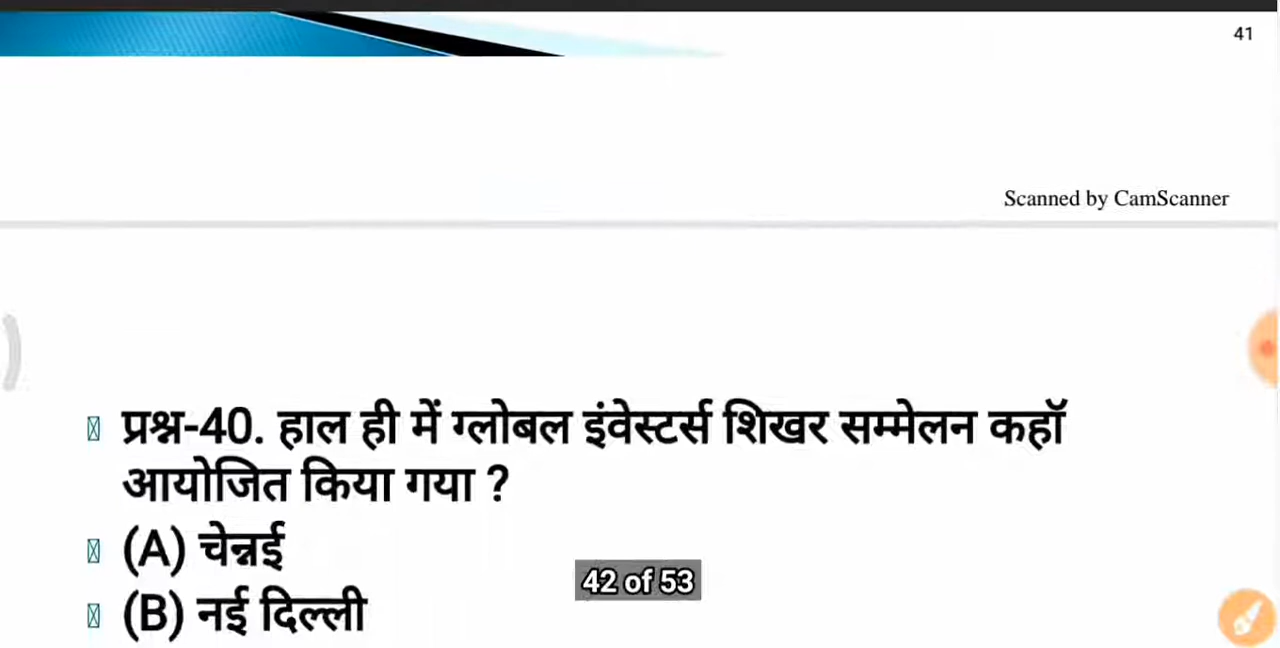 41
Scanned by CamScanner
प्रश्न-40. हाल ही में ग्लोबल इंवेस्टर्स शिखर सम्मेलन कहॉ
आयोजित किया गया ?
(A) चेन्नई
42 of 53
(B) नई दिल्ली